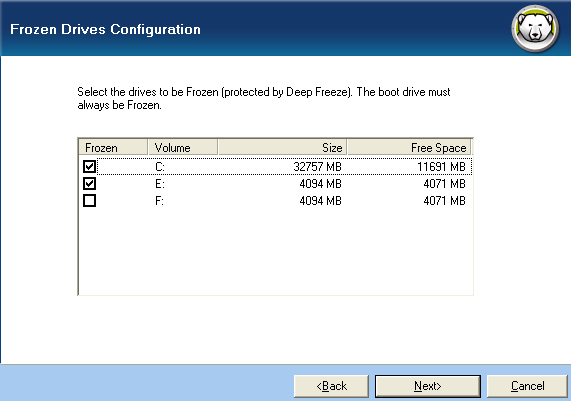 Frozen Drives Configuration
Select the drives to be Frozen (protected by Deep Freeze). The boot drive must
always be Frozen.
Frozen Volume Size Free Space
C: 32757 MB 11691 MB
E: 4094 MB 4071 MB
F: 4094 MB 4071 MB
<Back Next> Cancel